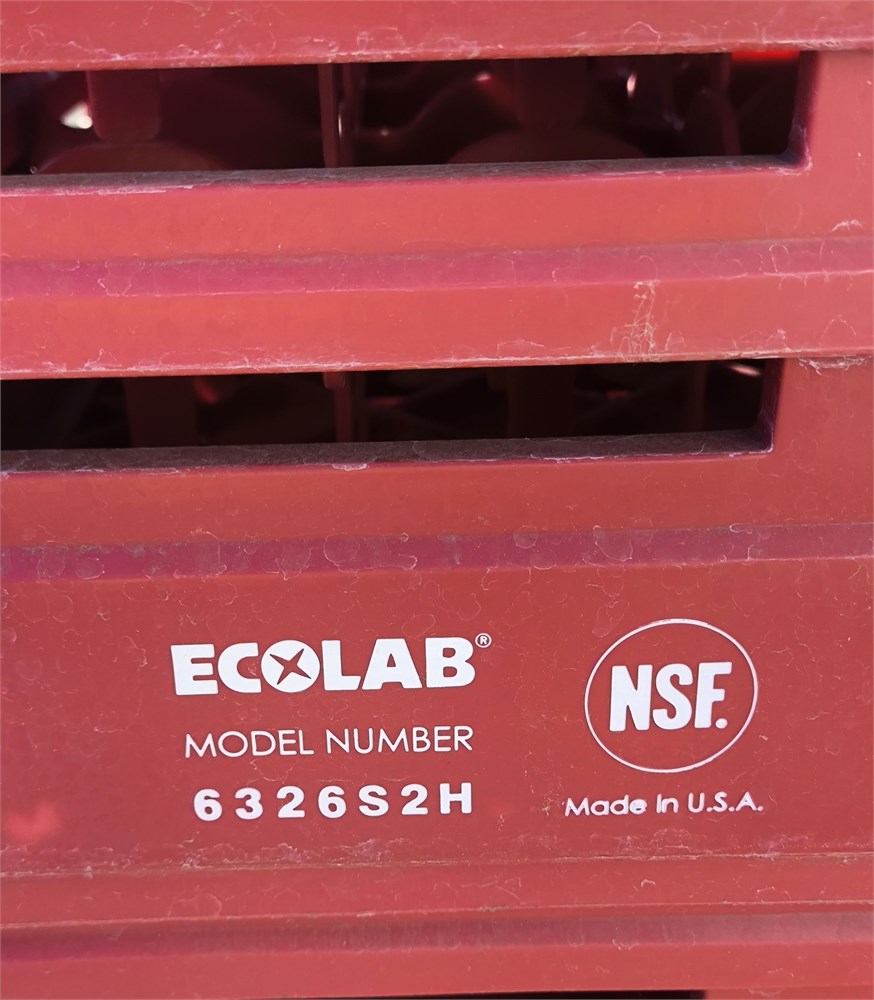 ECOLAB®
MODEL NUMBER
6326S2H
NSF.
Made in U.S.A.